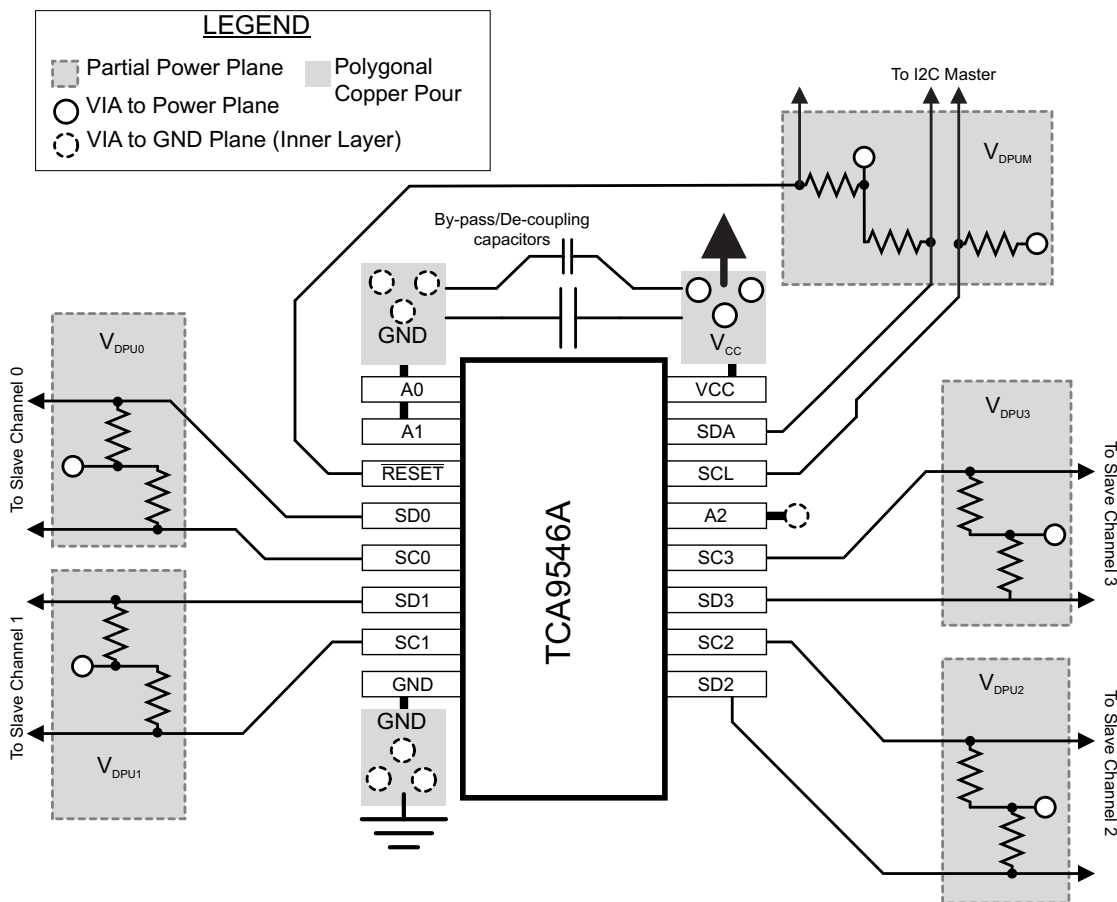 LEGEND
Partial Power Plane
Polygonal
Copper Pour
VIA to Power Plane
VIA to GND Plane (Inner Layer)
To I2C Master
VDPUM
By-pass/De-coupling
capacitors
GND
VCC
VDPU0
To Slave Channel 0
A0
VCC
A1
SDA
RESET
SCL
SD0
A2
SC0
SC3
SD1
SD3
SC1
SC2
GND
SD2
TCA9546A
VDPU3
To Slave Channel 3
To Slave Channel 1
VDPU1
GND
VDPU2
To Slave Channel 2